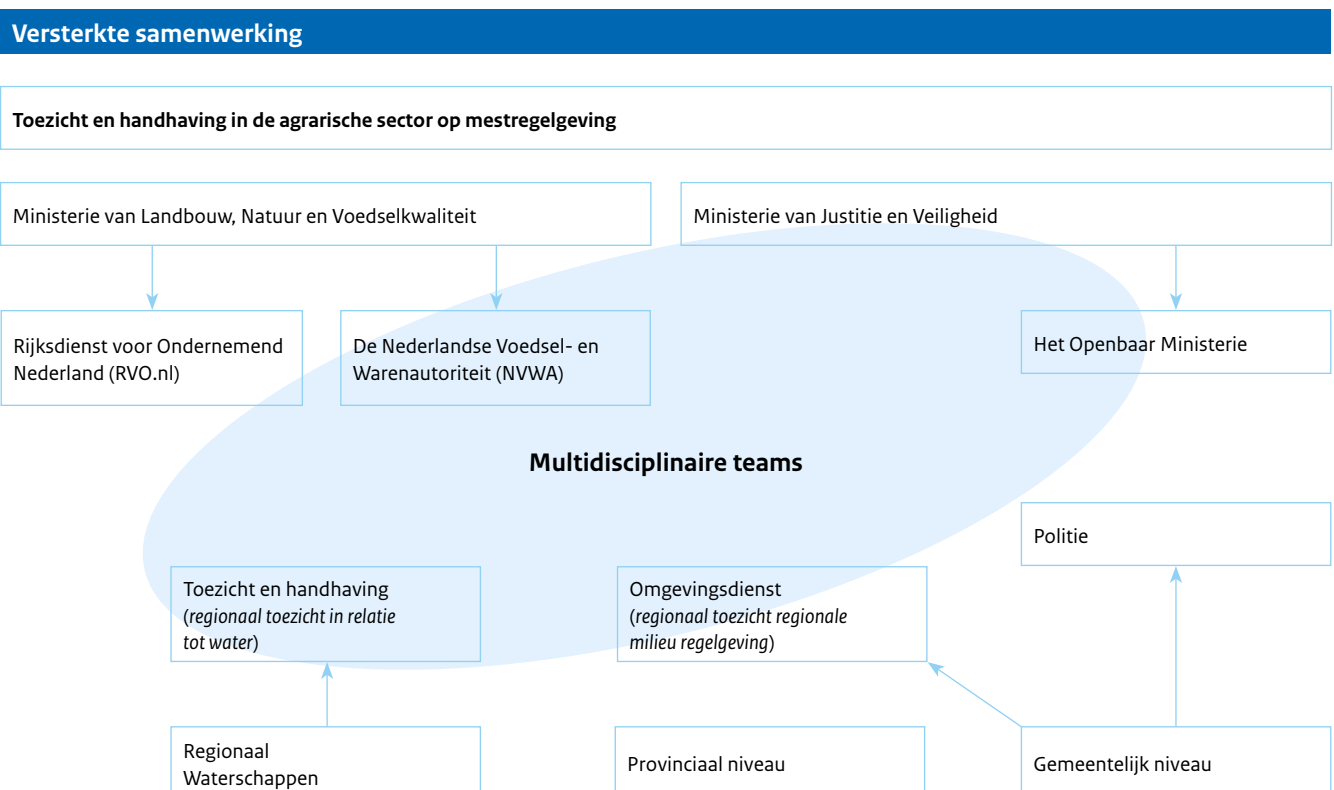 Versterkte samenwerking
Toezicht en handhaving in de agrarische sector op mestregelgeving
Ministerie van Landbouw, Natuur en Voedselkwaliteit
Ministerie van Justitie en Veiligheid
Rijksdienst voor Ondernemend
Nederland (RVO.nl)
De Nederlandse Voedsel- en
Warenautoriteit (NVWA)
Het Openbaar Ministerie
Multidisciplinaire teams
Politie
Toezicht en handhaving
(regionaal toezicht in relatie
tot water)
Omgevingsdienst
(regionaal toezicht regionale
milieu regelgeving)
Regionaal
Waterschappen
Provinciaal niveau
Gemeentelijk niveau